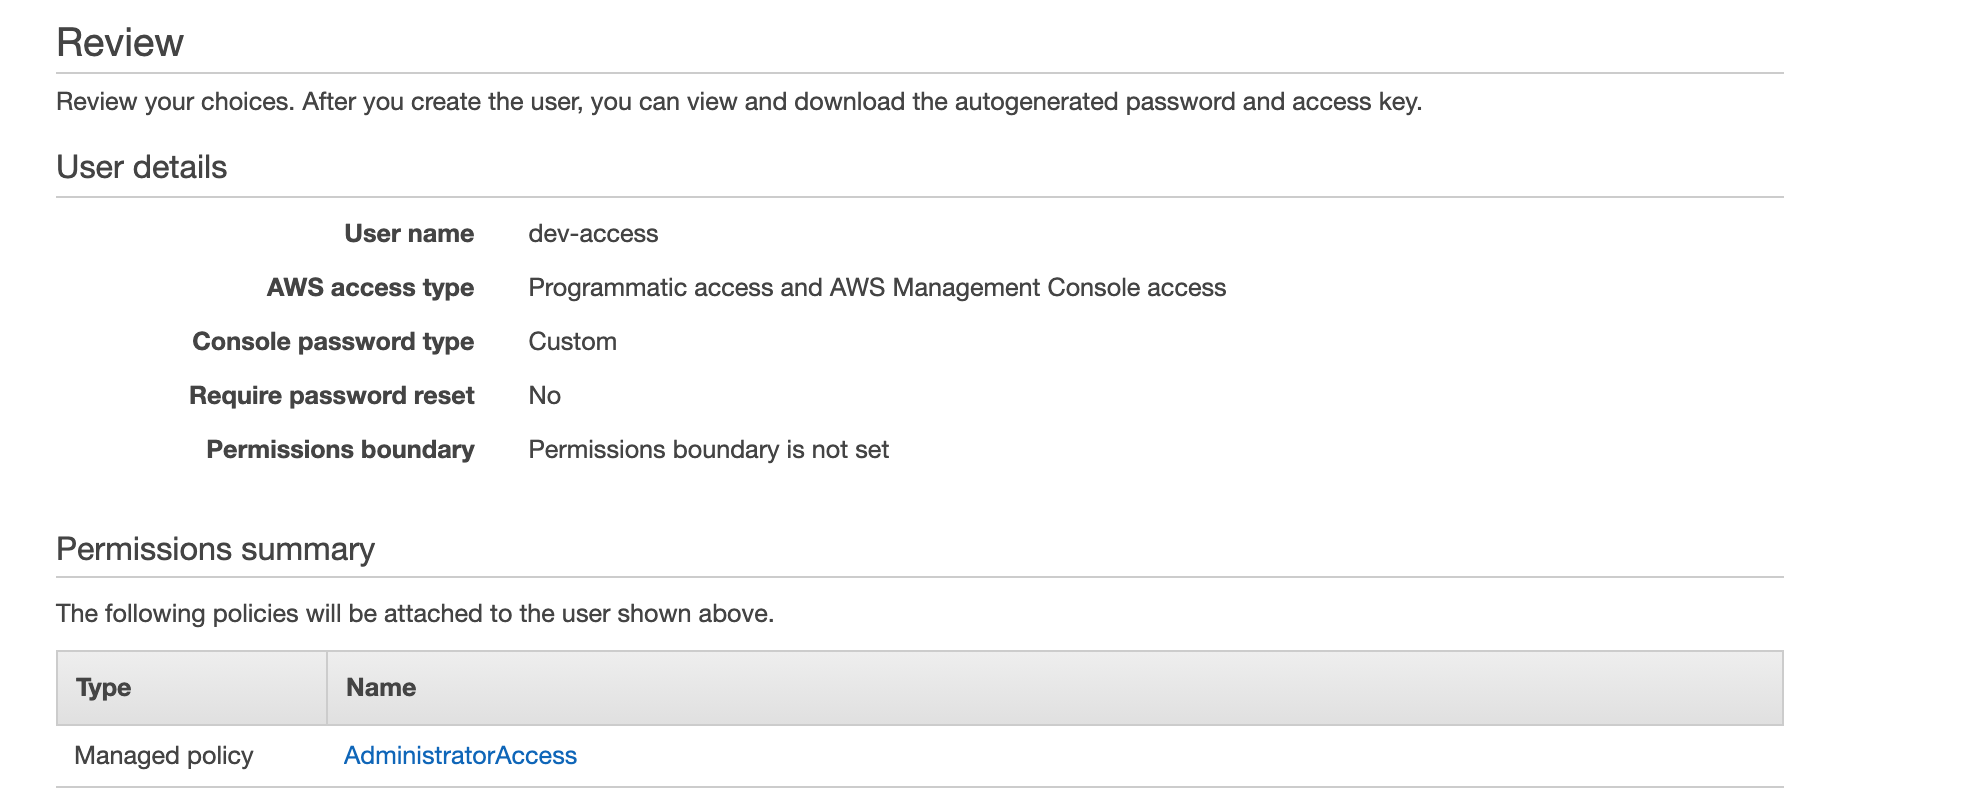 Review
Review your choices. After you create the user, you can view and download the autogenerated password and access key.
User details
User name dev-access
AWS access type Programmatic access and AWS Management Console access
Console password type Custom
Require password reset No
Permissions boundary Permissions boundary is not set
Permissions summary
The following policies will be attached to the user shown above.
Type Name
Managed policy AdministratorAccess